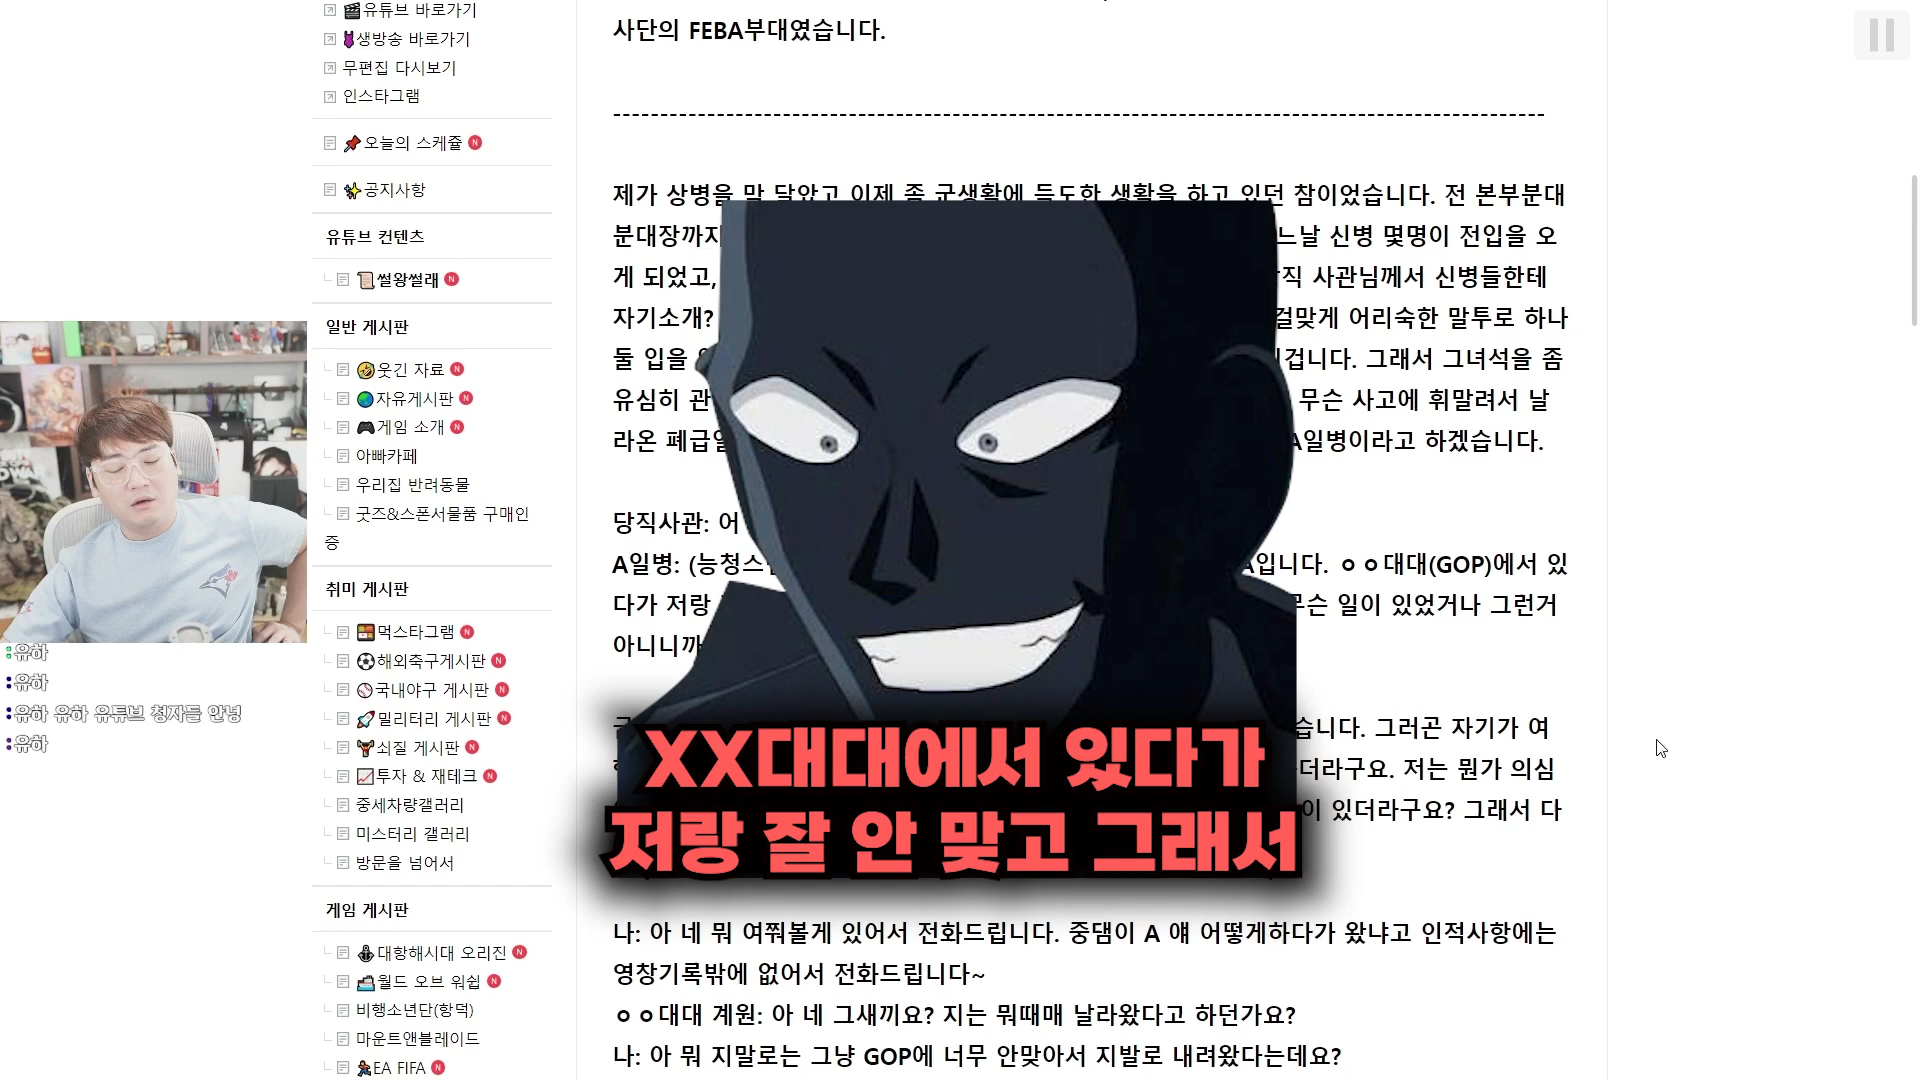 유튜브 바로가기
생방송 바로가기
무편집 다시보기
인스타그램
오늘의 스케쥴 N
공지사항
유튜브 컨텐츠
썰왕썰래 N
일반 게시판
웃긴 자료 N
자유게시판 N
게임 소개 N
아빠카페
우리집 반려동물
굿즈&스폰서물품 구매인
증
취미 게시판
먹스타그램 N
해외축구게시판 N
국내야구 게시판 N
밀리터리 게시판 N
쇠질 게시판 N
투자 & 재테크 N
중세차량갤러리
미스터리 갤러리
방문을 넘어서
게임 게시판
대항해시대 오리진 N
월드 오브 워쉽 N
비행소년단(항덕)
마운트앤블레이드
EA FIFA N
:유하
:유하
:유하 유하 유튜브 청자들 안녕
:유하
사단의 FEBA부대였습니다.
제가 상병을 막 달았고 이제 좀 군생활에 득도한 생활을 하고 있던 참이었습니다. 전 본부분대
분대장까지 느날 신병 몇명이 전입을 오
게 되었고, 직 사관님께서 신병들한테
자기소개? 걸맞게 어리숙한 말투로 하나
둘 입을 겁니다. 그래서 그녀석을 좀
유심히 관 무슨 사고에 휘말려서 날
라온 폐급일 A일병이라고 하겠습니다.
당직사관: 어
A일병: (능청스 A입니다. ㅇㅇ대대(GOP)에서 있
다가 저랑 무슨 일이 있었거나 그런거
아니니까
습니다. 그러곤 자기가 여
더라구요. 저는 뭔가 의심
이 있더라구요? 그래서 다
XX대대에서 있다가
저랑 잘 안 맞고 그래서
나: 아 네 뭐 여쭤볼게 있어서 전화드립니다. 중댐이 A 얘 어떻게하다가 왔냐고 인적사항에는
영창기록밖에 없어서 전화드립니다~
ㅇㅇ대대 계원: 아 네 그새끼요? 지는 뭐때매 날라왔다고 하던가요?
나: 아 뭐 지말로는 그냥 GOP에 너무 안맞아서 지발로 내려왔다는데요?